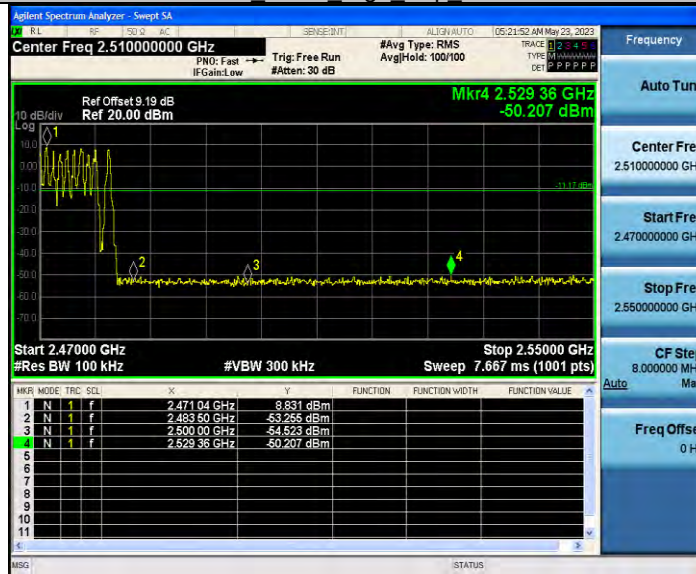 Agilent Spectrum Analyzer - Swept SA
RL RF 50 Ω AC SENSE:INT ALIGN AUTO 05:21:52 AM May 23, 2023
Center Freq 2.510000000 GHz
PNO: Fast
IFGain:Low
Trig: Free Run
#Atten: 30 dB
#Avg Type: RMS
Avg|Hold: 100/100
TRACE 1 2 3 4 5 6
TYPE M
DET P P P P P P
Ref Offset 9.19 dB
10 dB/div Ref 20.00 dBm
Log
Mkr4 2.529 36 GHz
-50.207 dBm
10.0
0.00
-10.0
-20.0
-30.0
-40.0
-50.0
-60.0
-70.0
-11.17 dBm
1
2
3
4
Start 2.47000 GHz Stop 2.55000 GHz
#Res BW 100 kHz #VBW 300 kHz Sweep 7.667 ms (1001 pts)
MKR MODE TRC SCL X Y FUNCTION FUNCTION WIDTH FUNCTION VALUE
1 N 1 f 2.471 04 GHz 8.831 dBm
2 N 1 f 2.483 50 GHz -53.255 dBm
3 N 1 f 2.500 00 GHz -54.523 dBm
4 N 1 f 2.529 36 GHz -50.207 dBm
5
6
7
8
9
10
11
MSG STATUS
Frequency
Auto Tun
Center Fre
2.510000000 GH
Start Fre
2.470000000 GH
Stop Fre
2.550000000 GH
CF Ste
8.000000 MH
Auto Ma
Freq Offse
0 H